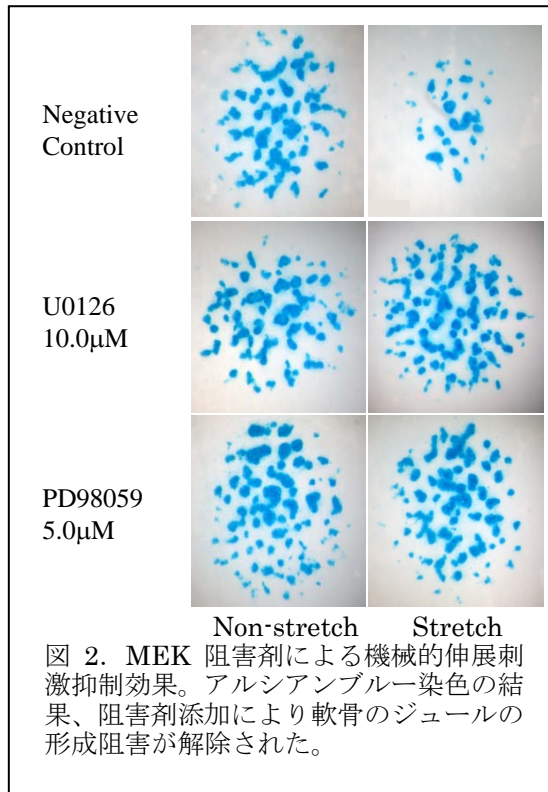 Negative
Control
U0126
10.0μM
PD98059
5.0μM
Non-stretch Stretch
図 2. MEK 阻害剤による機械的伸展刺
激抑制効果。アルシアンブルー染色の結
果、阻害剤添加により軟骨のジュールの
形成阻害が解除された。